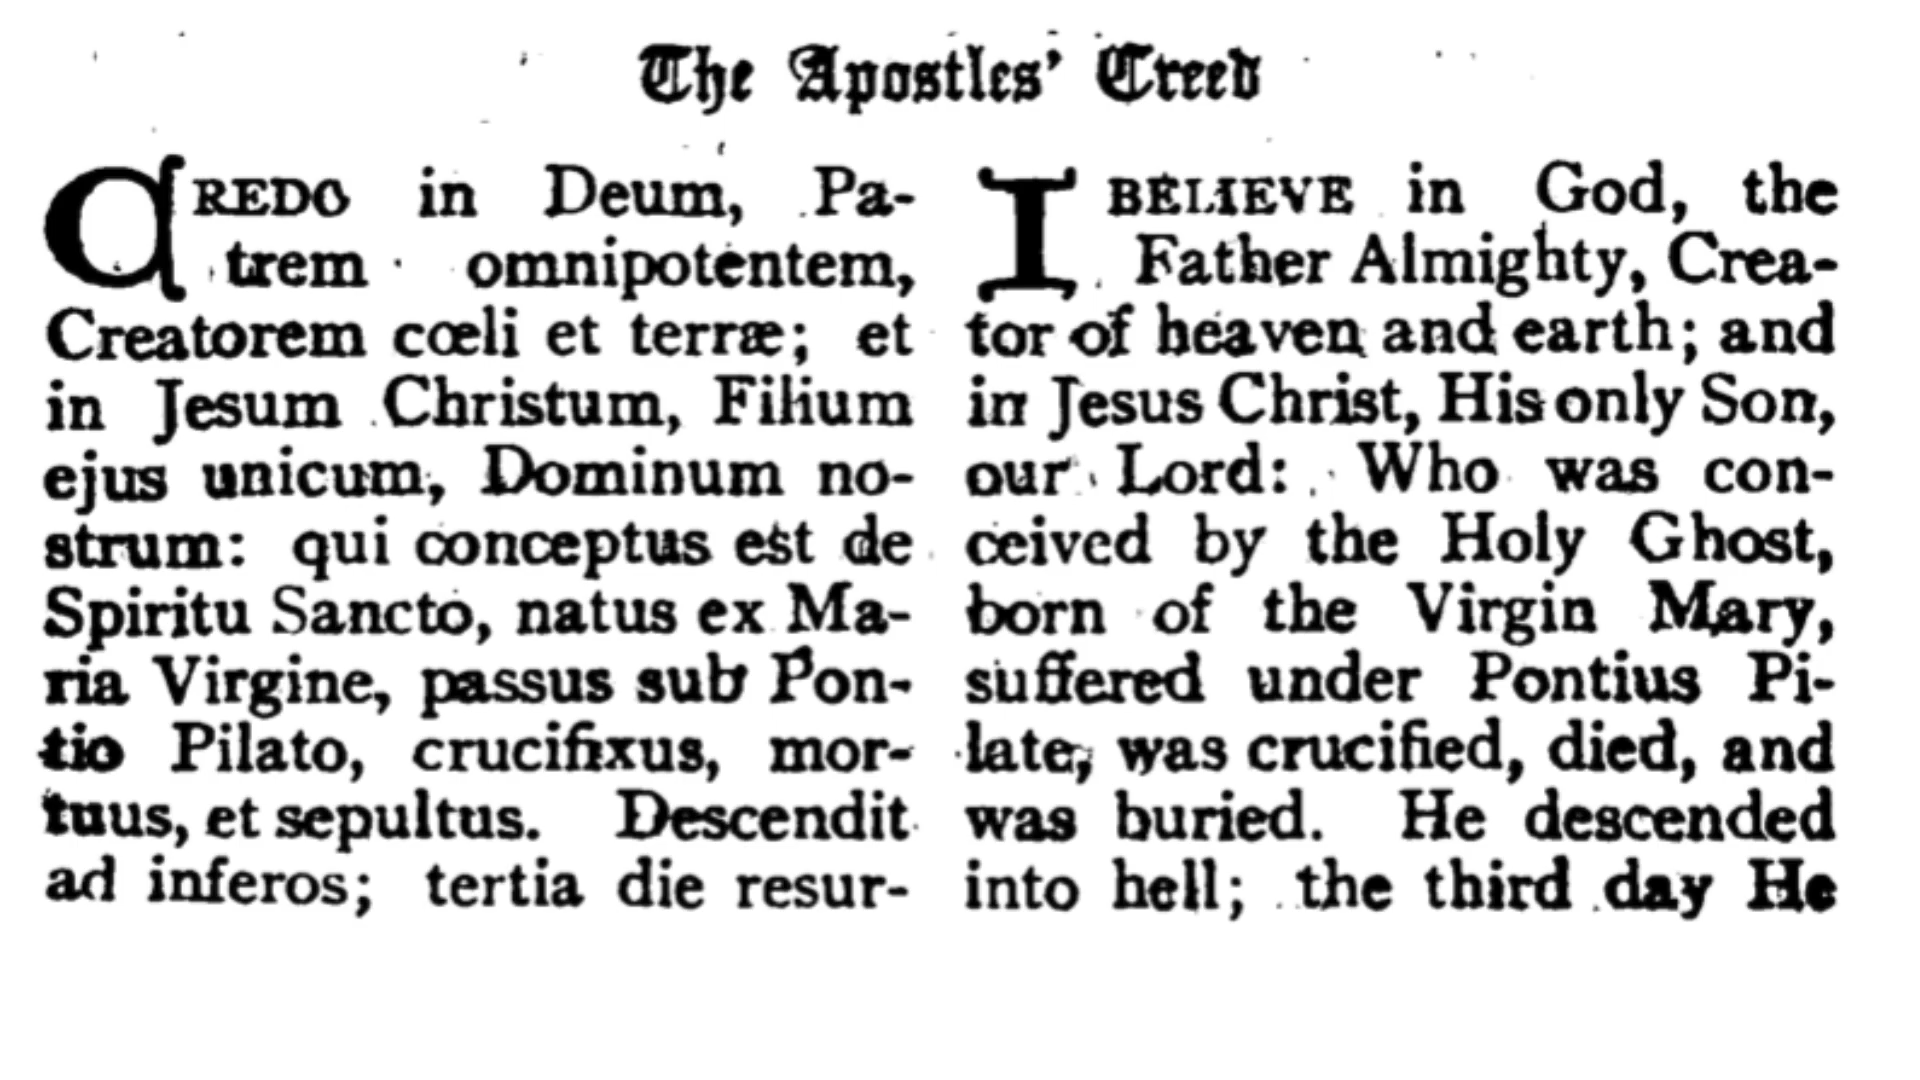 The Apostles' Creed
CREDO in Deum, Pa-
trem omnipotentem,
Creatorem cœli et terræ; et
in Jesum Christum, Filium
ejus unicum, Dominum no-
strum: qui conceptus est de
Spiritu Sancto, natus ex Ma-
ria Virgine, passus sub Pon-
tio Pilato, crucifixus, mor-
tuus, et sepultus. Descendit
ad inferos; tertia die resur-
I BELIEVE in God, the
Father Almighty, Crea-
tor of heaven and earth; and
in Jesus Christ, His only Son,
our Lord: Who was con-
ceived by the Holy Ghost,
born of the Virgin Mary,
suffered under Pontius Pi-
late, was crucified, died, and
was buried. He descended
into hell; the third day He